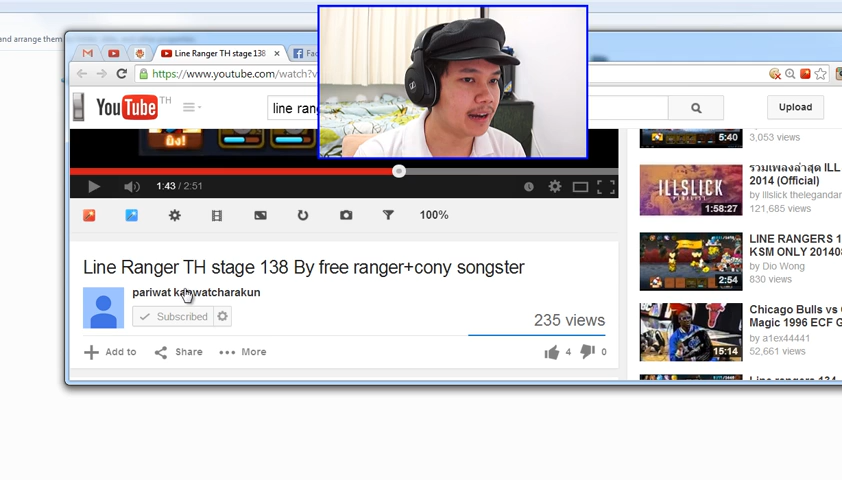 and arrange them
Line Ranger TH stage 138
https://www.youtube.com/watch?v
YouTube TH
line ran
Upload
Go!
1:43 / 2:51
100%
Line Ranger TH stage 138 By free ranger+cony songster
pariwat
Subscribed
235 views
Add to
Share
More
4
0
5:40
3,053 views
ILLSLICK
1:58:27
รวมเพลงล่าสุด ILL
2014 (Official)
by illslick thelegendar
121,685 views
2:54
LINE RANGERS 1
KSM ONLY 201408
by Dio Wong
830 views
15:14
Chicago Bulls vs
Magic 1996 ECF G
by a1ex44441
52,661 views
Line rangers 134